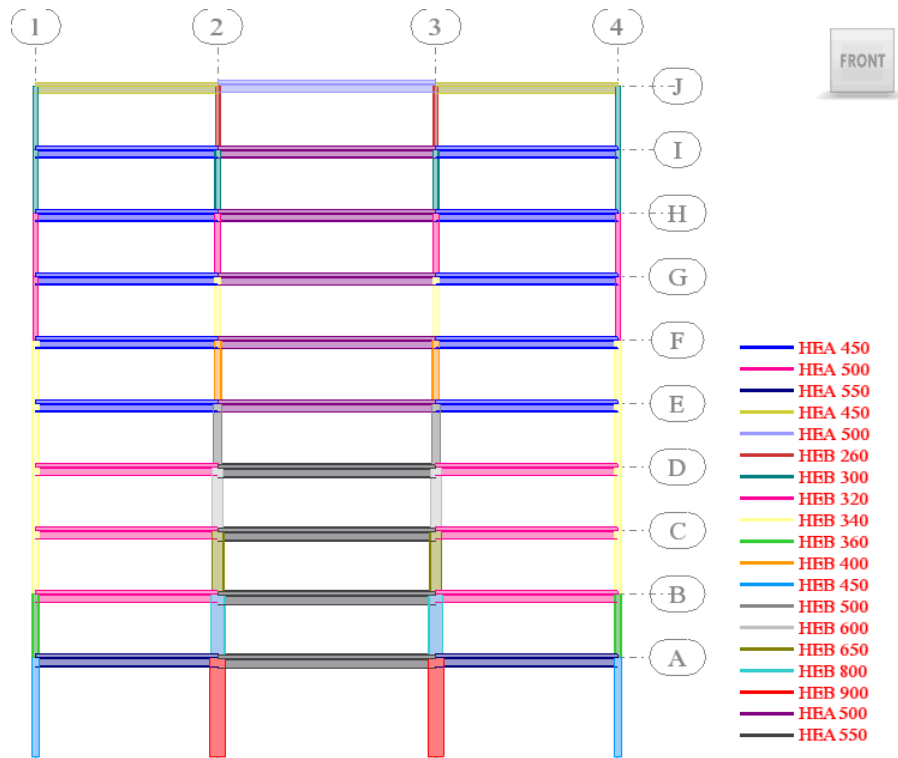 1 2 3 4
FRONT
J
I
H
G
F
E
D
C
B
A
HEA 450
HEA 500
HEA 550
HEA 450
HEA 500
HEB 260
HEB 300
HEB 320
HEB 340
HEB 360
HEB 400
HEB 450
HEB 500
HEB 600
HEB 650
HEB 800
HEB 900
HEA 500
HEA 550